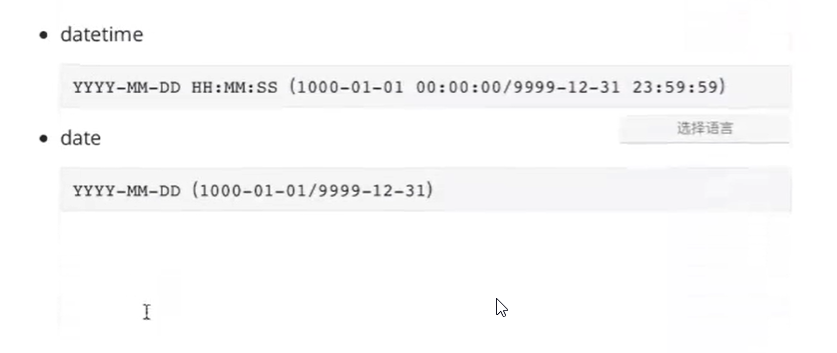 datetime
YYYY-MM-DD HH:MM:SS (1000-01-01 00:00:00/9999-12-31 23:59:59)
date
选择语言
YYYY-MM-DD (1000-01-01/9999-12-31)